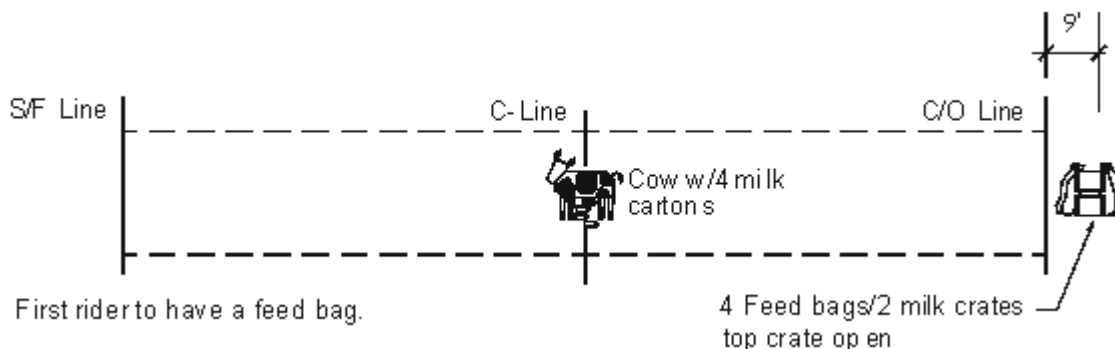 9'
S/F Line
C-Line
C/O Line
Cow w/4 milk
cartons
First rider to have a feed bag.
4 Feed bags/2 milk crates
top crate open